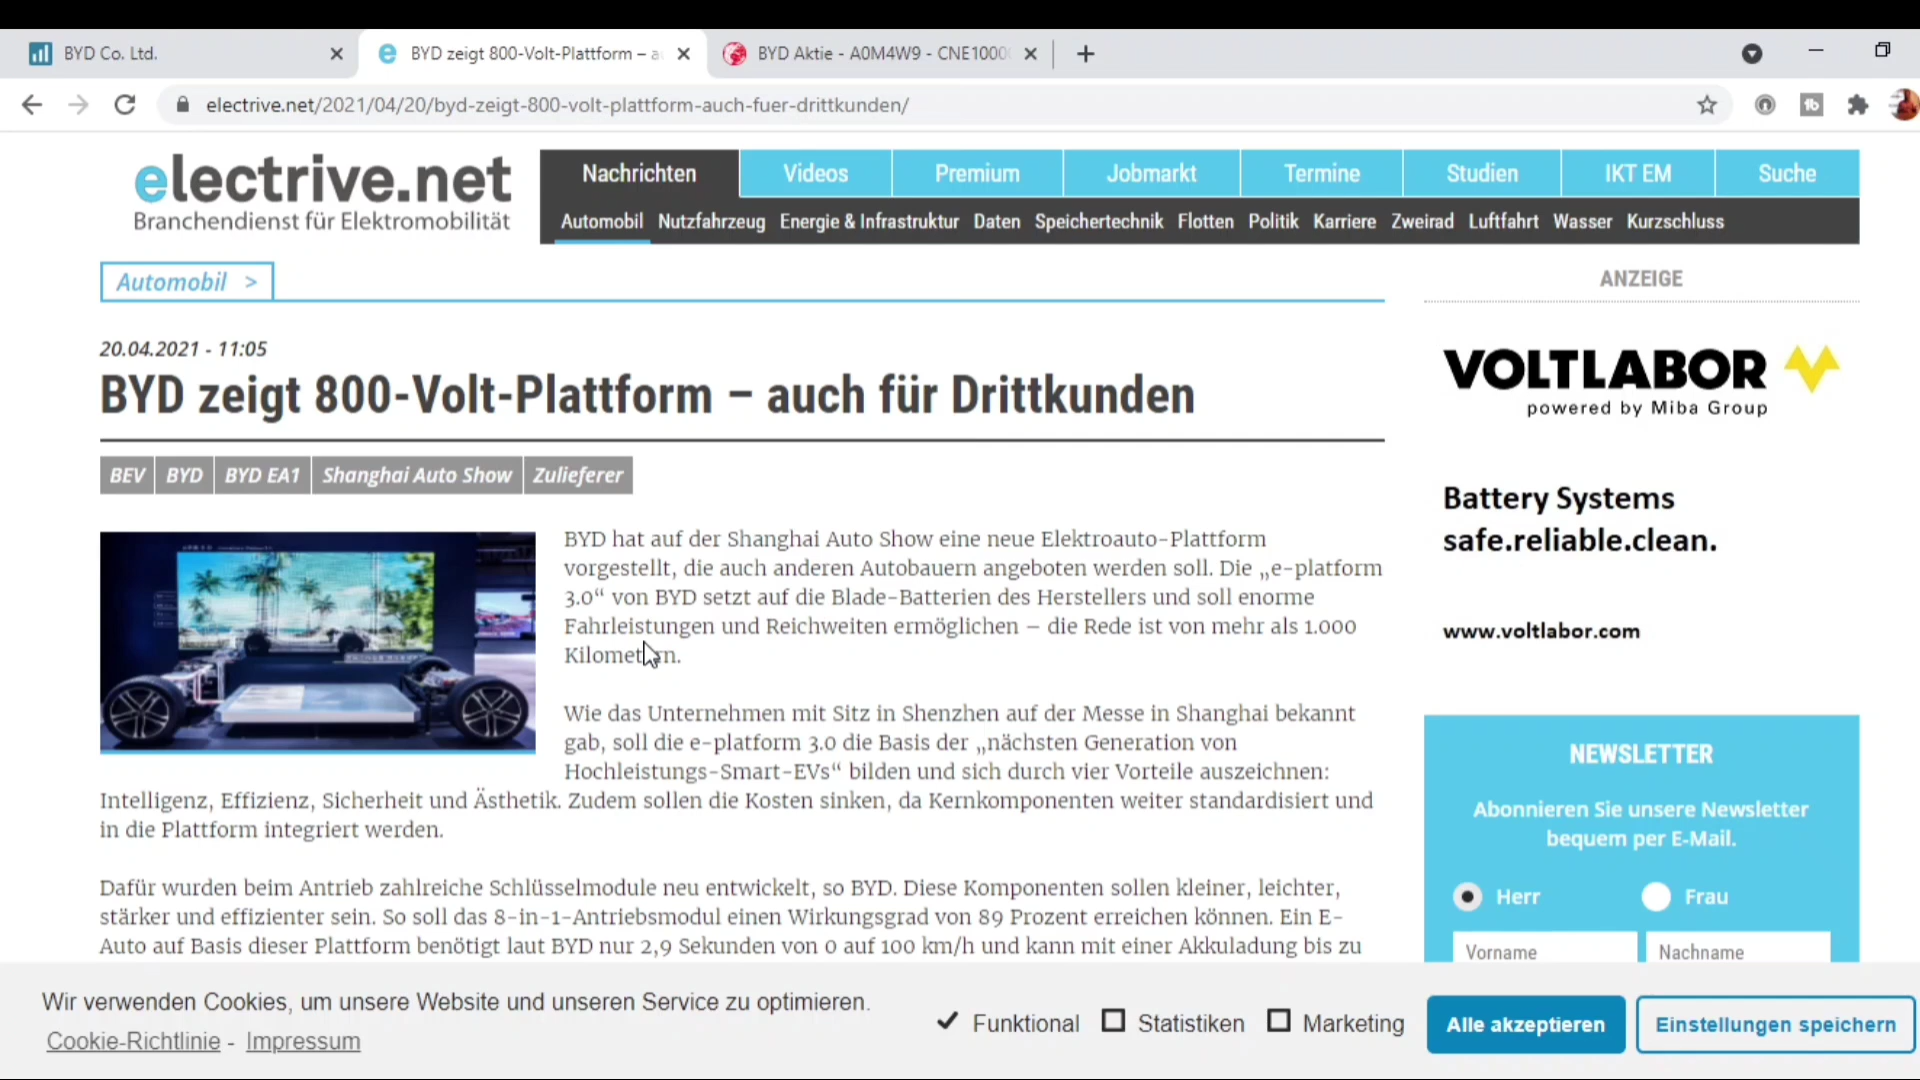 BYD Co. Ltd.
BYD zeigt 800-Volt-Plattform – a
BYD Aktie - A0M4W9 - CNE1000
electrive.net/2021/04/20/byd-zeigt-800-volt-plattform-auch-fuer-drittkunden/
electrive.net
Branchendienst für Elektromobilität
Nachrichten Videos Premium Jobmarkt Termine Studien IKT EM Suche
Automobil Nutzfahrzeug Energie & Infrastruktur Daten Speichertechnik Flotten Politik Karriere Zweirad Luftfahrt Wasser Kurzschluss
Automobil >
ANZEIGE
20.04.2021 - 11:05
BYD zeigt 800-Volt-Plattform – auch für Drittkunden
BEV BYD BYD EA1 Shanghai Auto Show Zulieferer
BYD hat auf der Shanghai Auto Show eine neue Elektroauto-Plattform
vorgestellt, die auch anderen Autobauern angeboten werden soll. Die „e-platform
3.0“ von BYD setzt auf die Blade-Batterien des Herstellers und soll enorme
Fahrleistungen und Reichweiten ermöglichen – die Rede ist von mehr als 1.000
Kilometern.
Wie das Unternehmen mit Sitz in Shenzhen auf der Messe in Shanghai bekannt
gab, soll die e-platform 3.0 die Basis der „nächsten Generation von
Hochleistungs-Smart-EVs“ bilden und sich durch vier Vorteile auszeichnen:
Intelligenz, Effizienz, Sicherheit und Ästhetik. Zudem sollen die Kosten sinken, da Kernkomponenten weiter standardisiert und
in die Plattform integriert werden.
Dafür wurden beim Antrieb zahlreiche Schlüsselmodule neu entwickelt, so BYD. Diese Komponenten sollen kleiner, leichter,
stärker und effizienter sein. So soll das 8-in-1-Antriebsmodul einen Wirkungsgrad von 89 Prozent erreichen können. Ein E-
Auto auf Basis dieser Plattform benötigt laut BYD nur 2,9 Sekunden von 0 auf 100 km/h und kann mit einer Akkuladung bis zu
VOLTLABOR
powered by Miba Group
Battery Systems
safe.reliable.clean.
www.voltlabor.com
NEWSLETTER
Abonnieren Sie unsere Newsletter
bequem per E-Mail.
Herr Frau
Vorname Nachname
Wir verwenden Cookies, um unsere Website und unseren Service zu optimieren.
Cookie-Richtlinie - Impressum
Funktional Statistiken Marketing
Alle akzeptieren
Einstellungen speichern